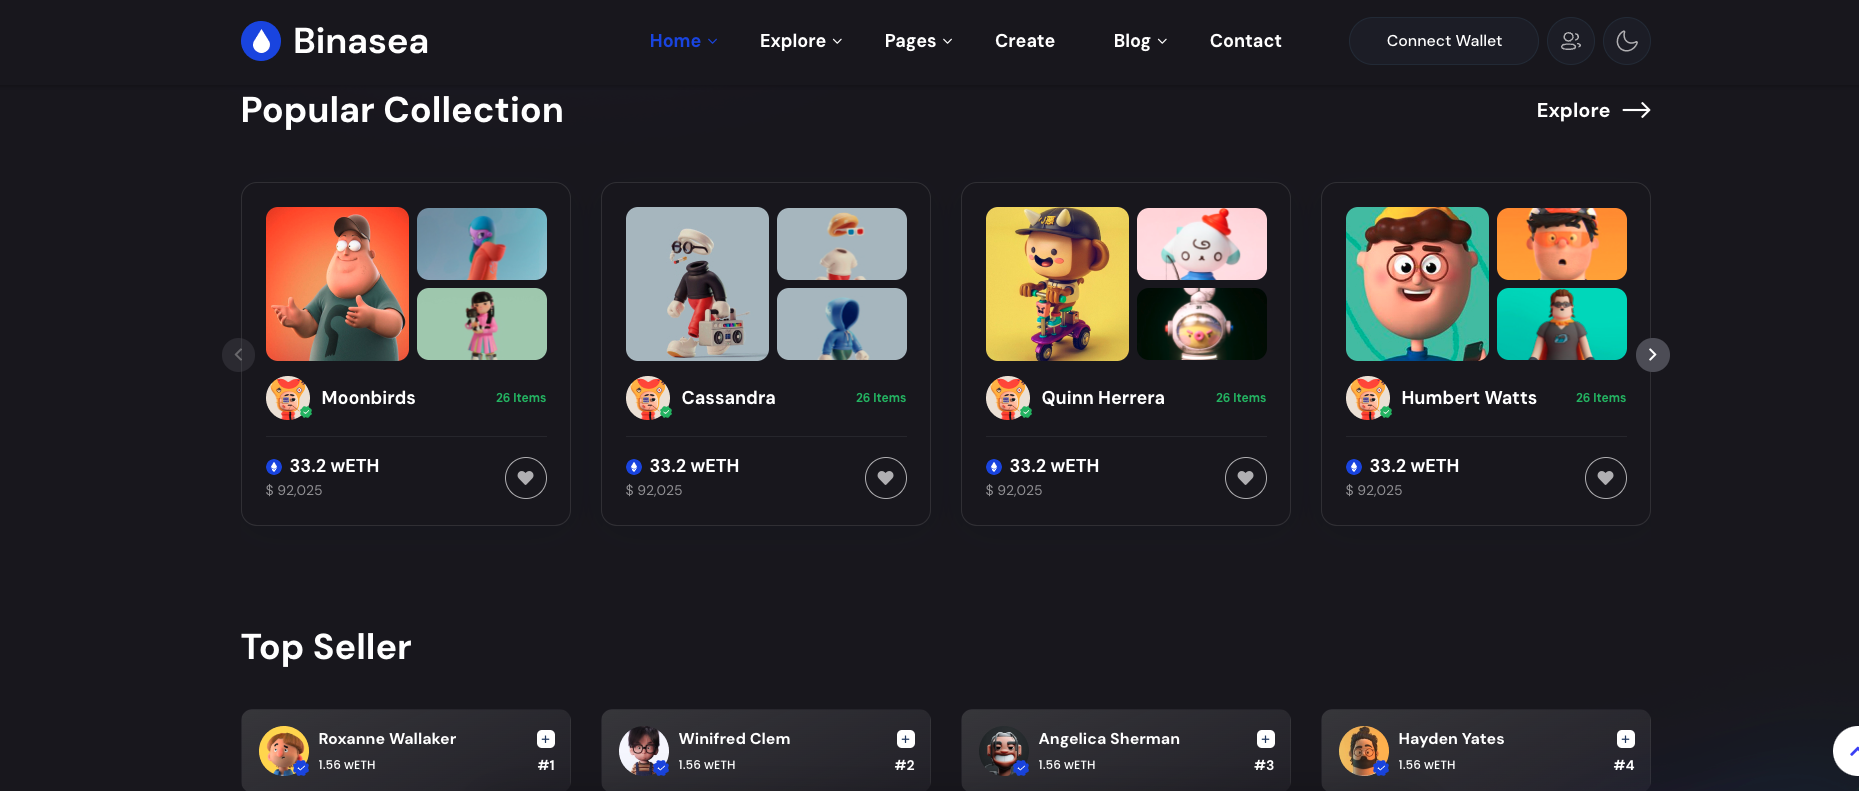 Binasea
Home
Explore
Pages
Create
Blog
Contact
Connect Wallet
Popular Collection
Explore
Moonbirds
26 Items
33.2 wETH
$ 92,025
Cassandra
26 Items
33.2 wETH
$ 92,025
Quinn Herrera
26 Items
33.2 wETH
$ 92,025
Humbert Watts
26 Items
33.2 wETH
$ 92,025
Top Seller
Roxanne Wallaker
1.56 wETH
#1
Winifred Clem
1.56 wETH
#2
Angelica Sherman
1.56 wETH
#3
Hayden Yates
1.56 wETH
#4